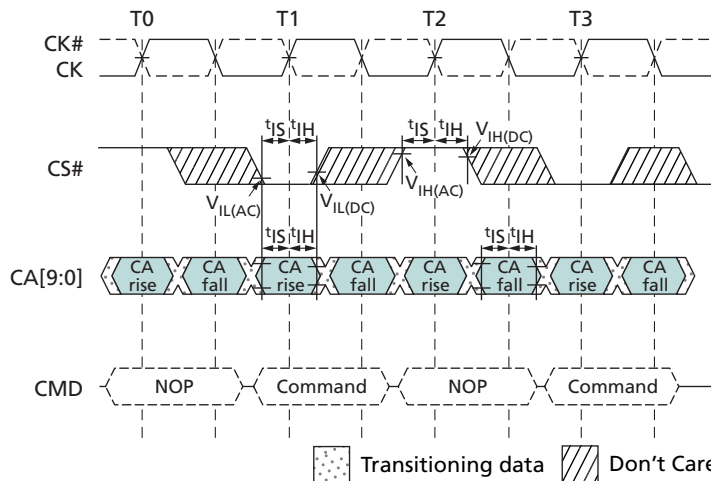 T0 T1 T2 T3
CK#
CK
tIS tIH tIS tIH VIH(DC)
CS#
VIL(AC) VIL(DC) VIH(AC)
tIS tIH tIS tIH
CA[9:0] CA rise CA fall CA rise CA fall CA rise CA fall CA rise CA fall
CMD NOP Command NOP Command
Transitioning data Don't Care